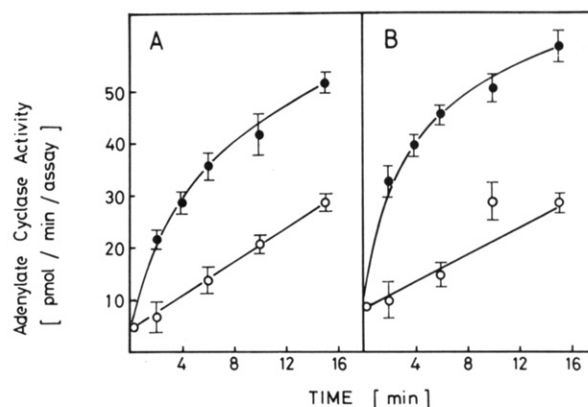 A
B
Adenylate Cyclase Activity
[ pmol / min / assay ]
50
40
30
20
10
4
8
12
16
4
8
12
16
TIME [ min ]